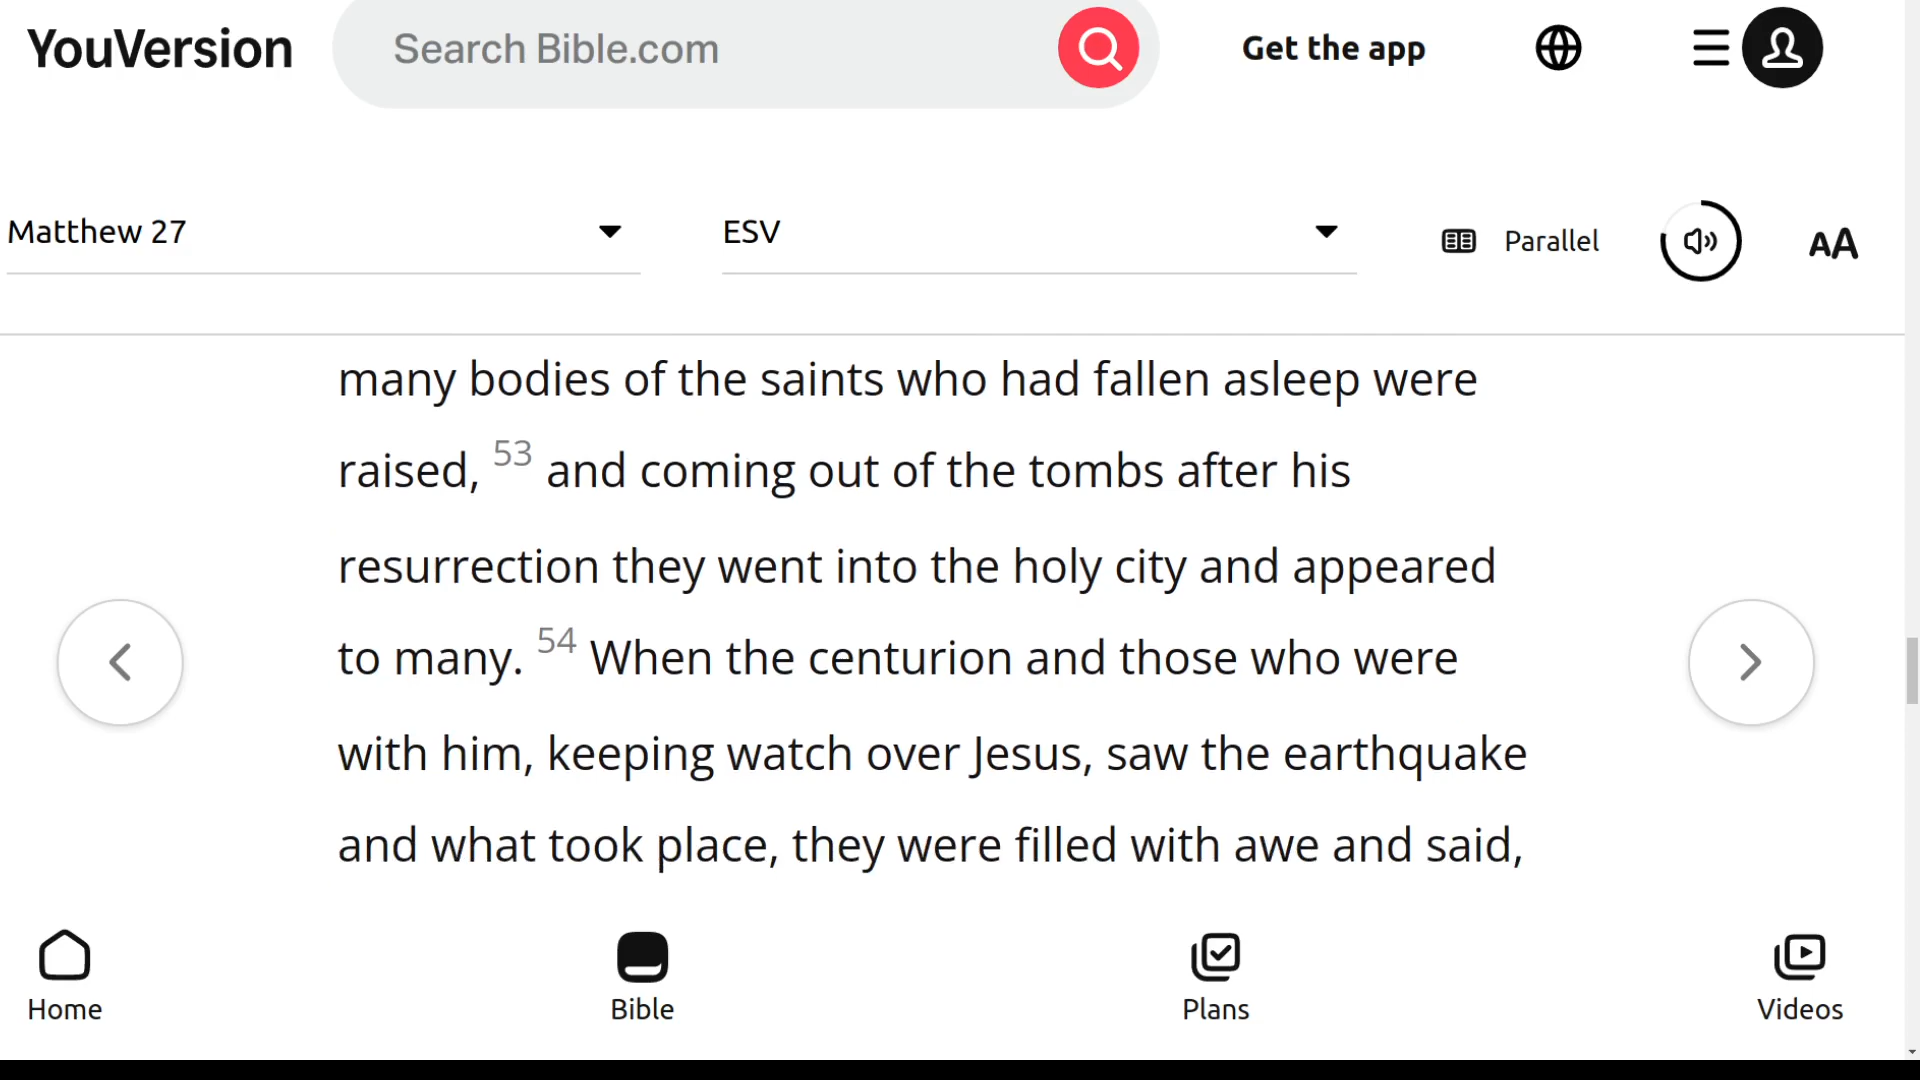 YouVersion
Search Bible.com
Get the app
Matthew 27
ESV
Parallel
AA
many bodies of the saints who had fallen asleep were
raised, 53 and coming out of the tombs after his
resurrection they went into the holy city and appeared
to many. 54 When the centurion and those who were
with him, keeping watch over Jesus, saw the earthquake
and what took place, they were filled with awe and said,
Home
Bible
Plans
Videos